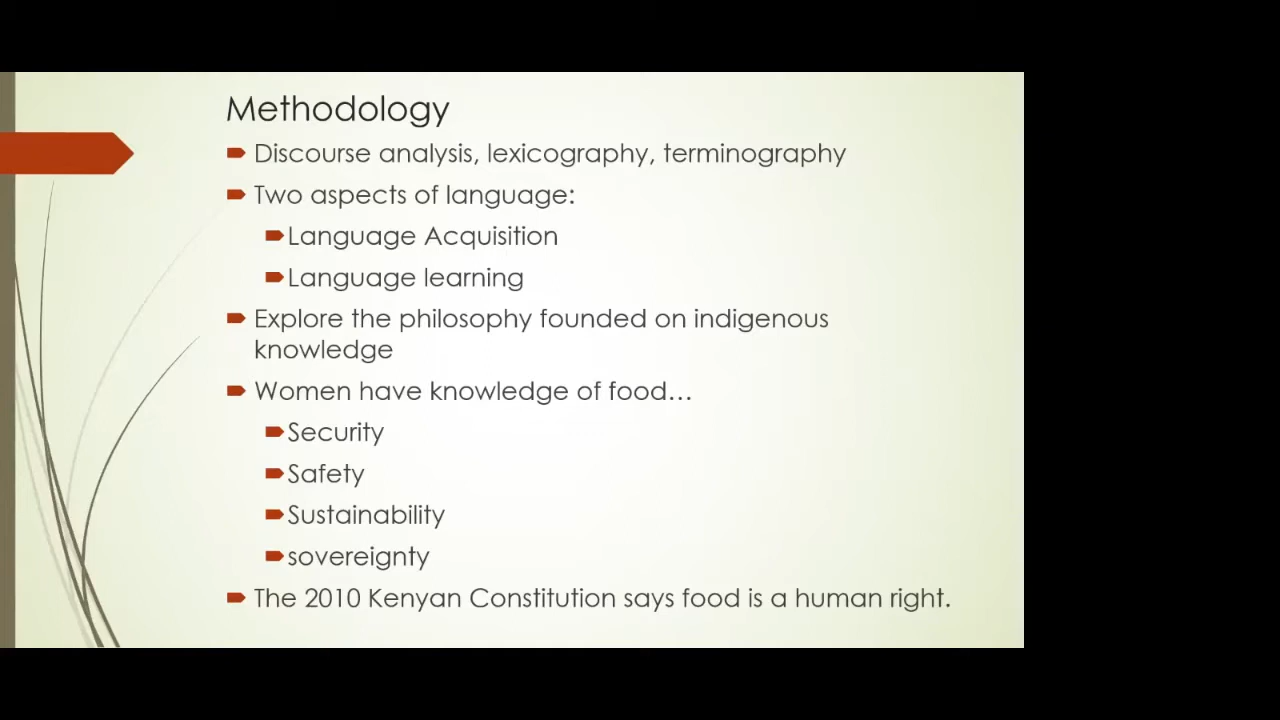 Methodology
Discourse analysis, lexicography, terminography
Two aspects of language:
Language Acquisition
Language learning
Explore the philosophy founded on indigenous
knowledge
Women have knowledge of food…
Security
Safety
Sustainability
sovereignty
The 2010 Kenyan Constitution says food is a human right.